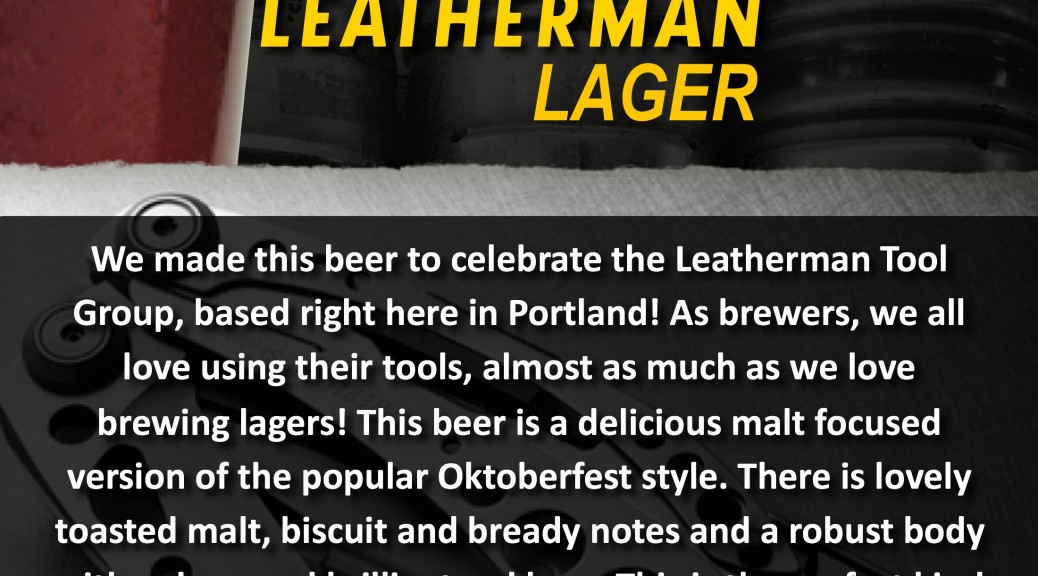 LEATHERMAN
LAGER
We made this beer to celebrate the Leatherman Tool
Group, based right here in Portland! As brewers, we all
love using their tools, almost as much as we love
brewing lagers! This beer is a delicious malt focused
version of the popular Oktoberfest style. There is lovely
toasted malt, biscuit and bready notes and a robust body